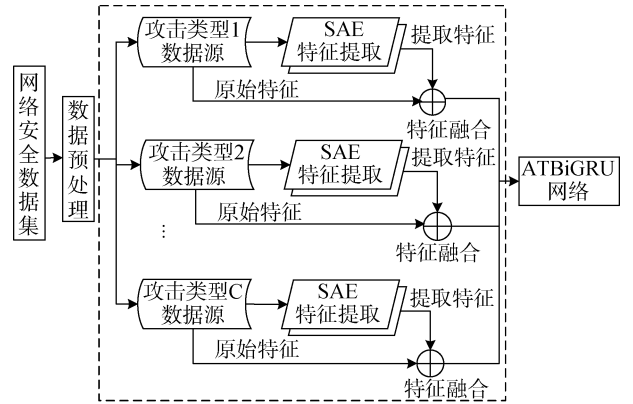 网络安全数据集
数据预处理
攻击类型1
数据源
SAE
特征提取
提取特征
原始特征
特征融合
攻击类型2
数据源
SAE
特征提取
提取特征
原始特征
特征融合
⋮
攻击类型C
数据源
SAE
特征提取
提取特征
原始特征
特征融合
ATBiGRU
网络